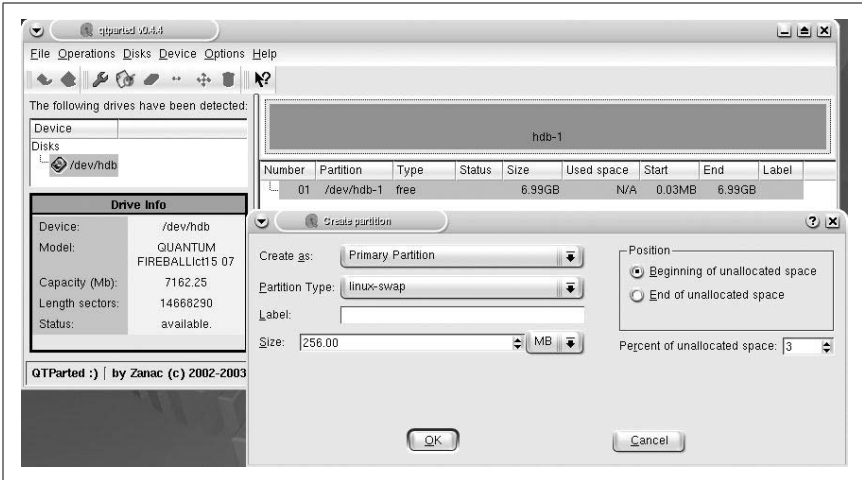 qtparted v0.4.4
File Operations Disks Device Options Help
The following drives have been detected:
Device
Disks
/dev/hdb
Drive Info
Device: /dev/hdb
Model: QUANTUM
FIREBALLlct15 07
Capacity (Mb): 7162.25
Length sectors: 14668290
Status: available.
QTParted :) | by Zanac (c) 2002-2003
hdb-1
Number Partition Type Status Size Used space Start End Label
01 /dev/hdb-1 free 6.99GB N/A 0.03MB 6.99GB
Create partition
Create as: Primary Partition
Partition Type: linux-swap
Label:
Size: 256.00 MB
Position
Beginning of unallocated space
End of unallocated space
Percent of unallocated space: 3
OK
Cancel